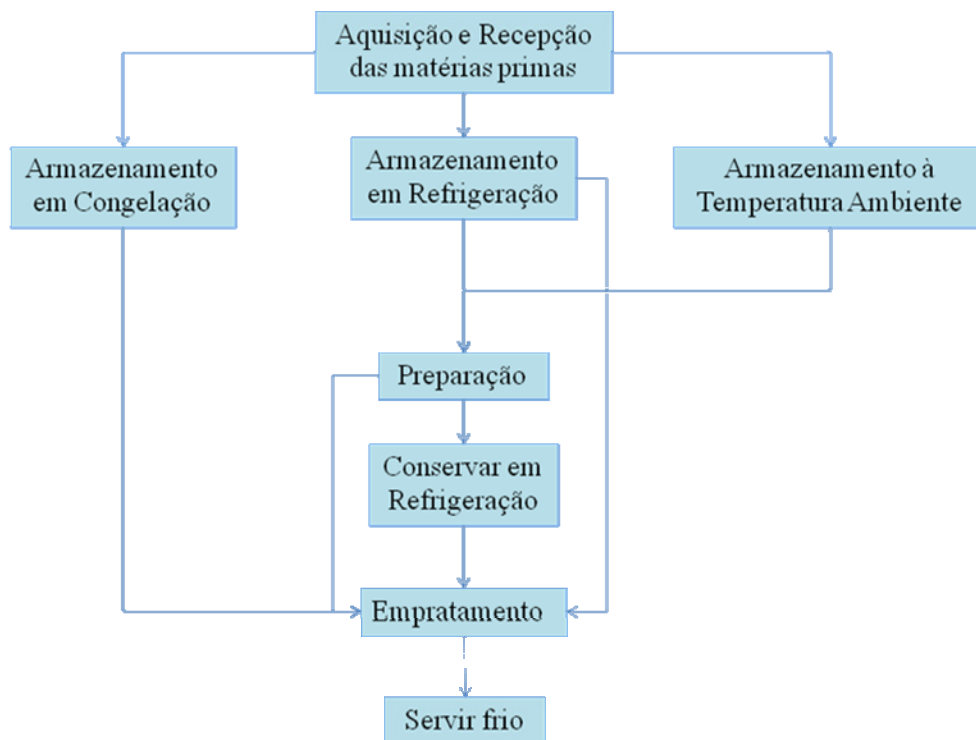 Aquisição e Recepção
das matérias primas
Armazenamento
em Congelação
Armazenamento
em Refrigeração
Armazenamento à
Temperatura Ambiente
Preparação
Conservar em
Refrigeração
Empratamento
Servir frio